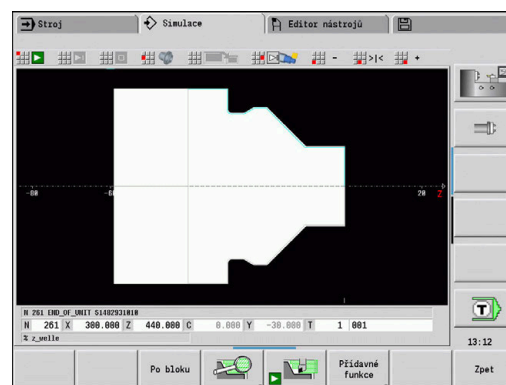 Stroj
Simulace
Editor nástrojů
- >|< +
-80
-6
20
Z
N 261 END_OF_UNIT S1482931010
N 261 X 300.000 Z 440.000 C 0.000 Y -30.000 T 1 001
% z_welle
T
13:12
Po bloku
Přídavné
funkce
Zpet